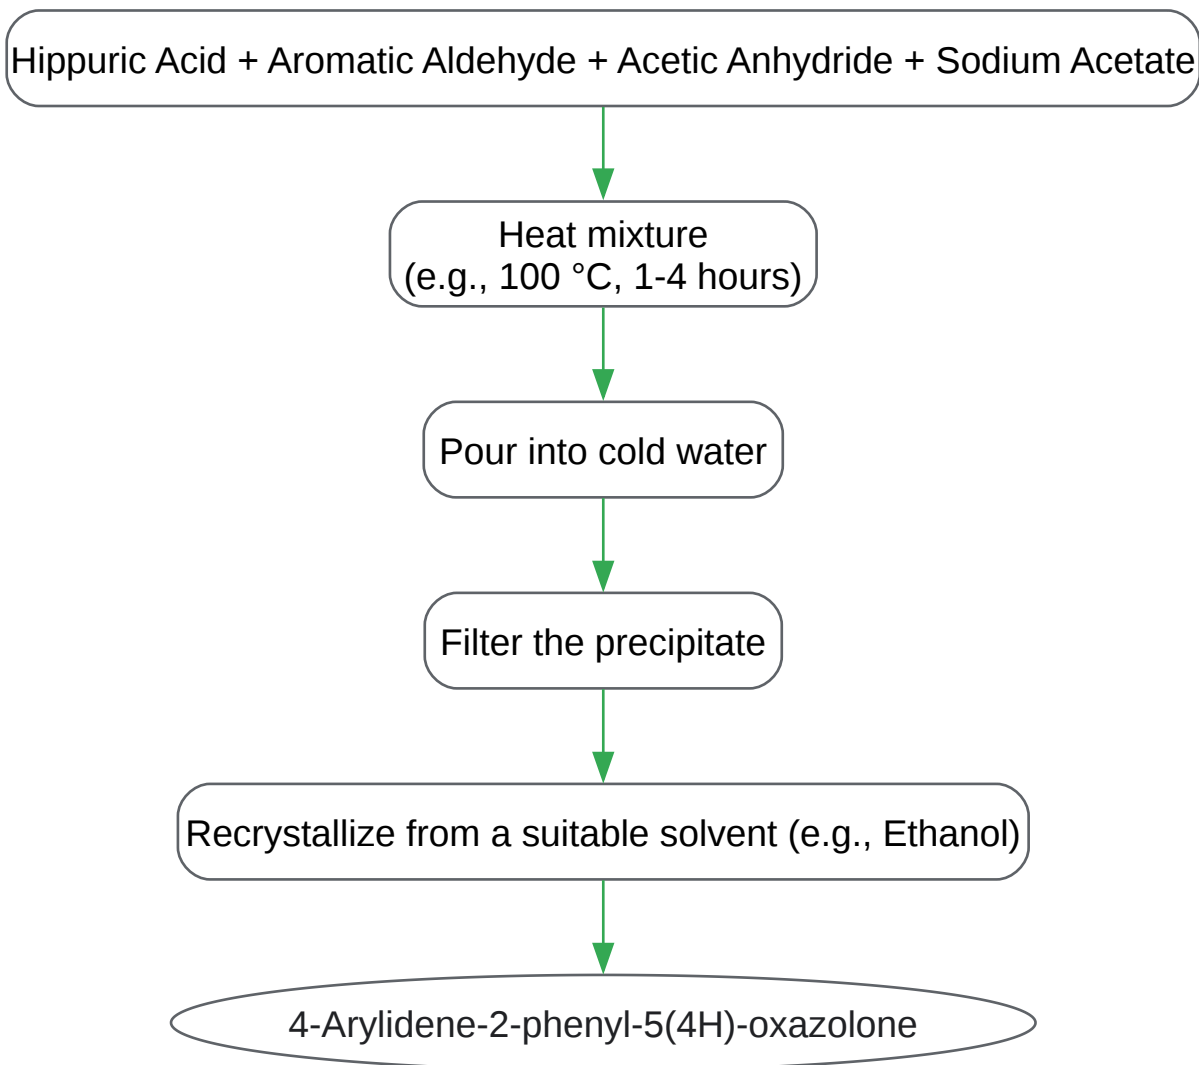 Hippuric Acid + Aromatic Aldehyde + Acetic Anhydride + Sodium Acetate
Heat mixture
(e.g., 100 °C, 1-4 hours)
Pour into cold water
Filter the precipitate
Recrystallize from a suitable solvent (e.g., Ethanol)
4-Arylidene-2-phenyl-5(4H)-oxazolone